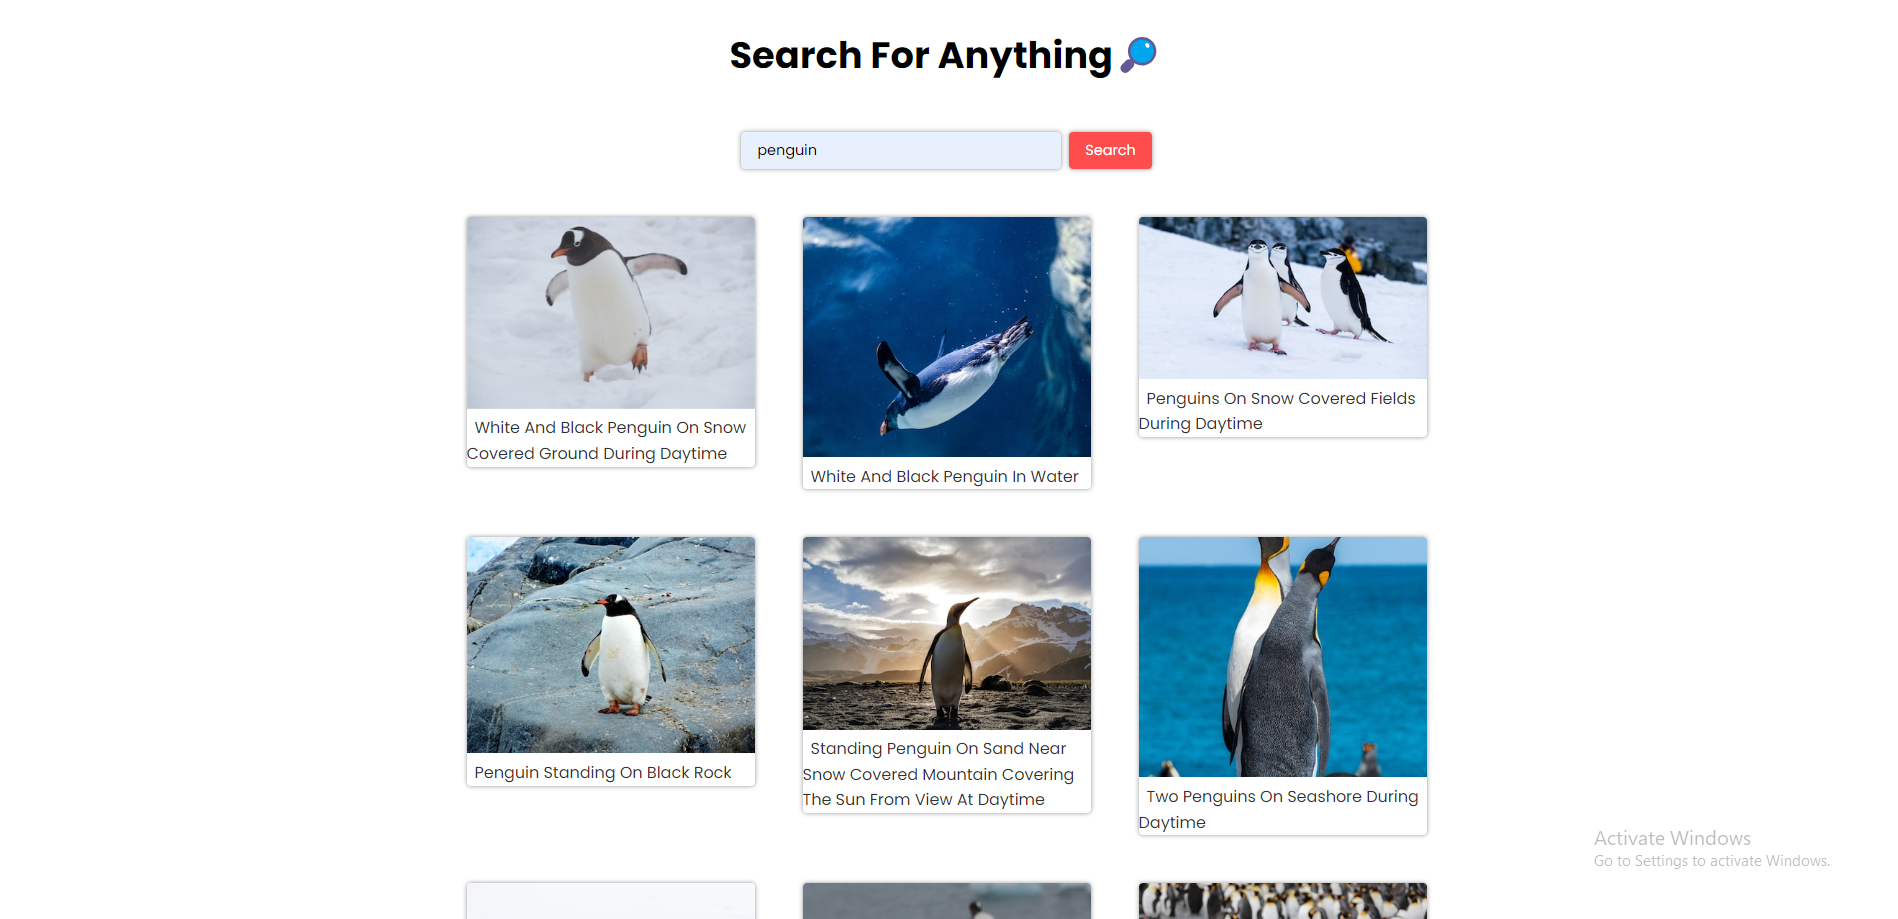 Search For Anything
penguin
Search
White And Black Penguin On Snow
Covered Ground During Daytime
White And Black Penguin In Water
Penguins On Snow Covered Fields
During Daytime
Penguin Standing On Black Rock
Standing Penguin On Sand Near
Snow Covered Mountain Covering
The Sun From View At Daytime
Two Penguins On Seashore During
Daytime
Activate Windows
Go to Settings to activate Windows.